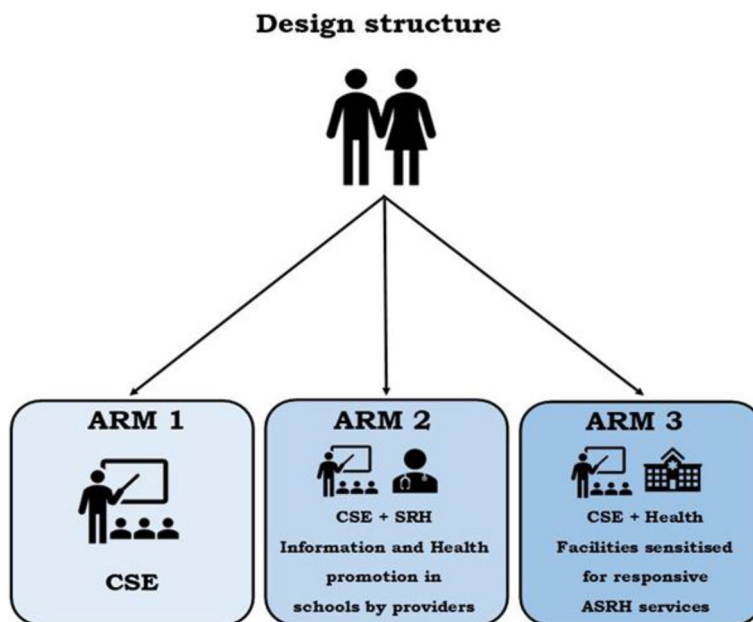 Design structure
ARM 1
CSE
ARM 2
CSE + SRH
Information and Health
promotion in
schools by providers
ARM 3
CSE + Health
Facilities sensitised
for responsive
ASRH services